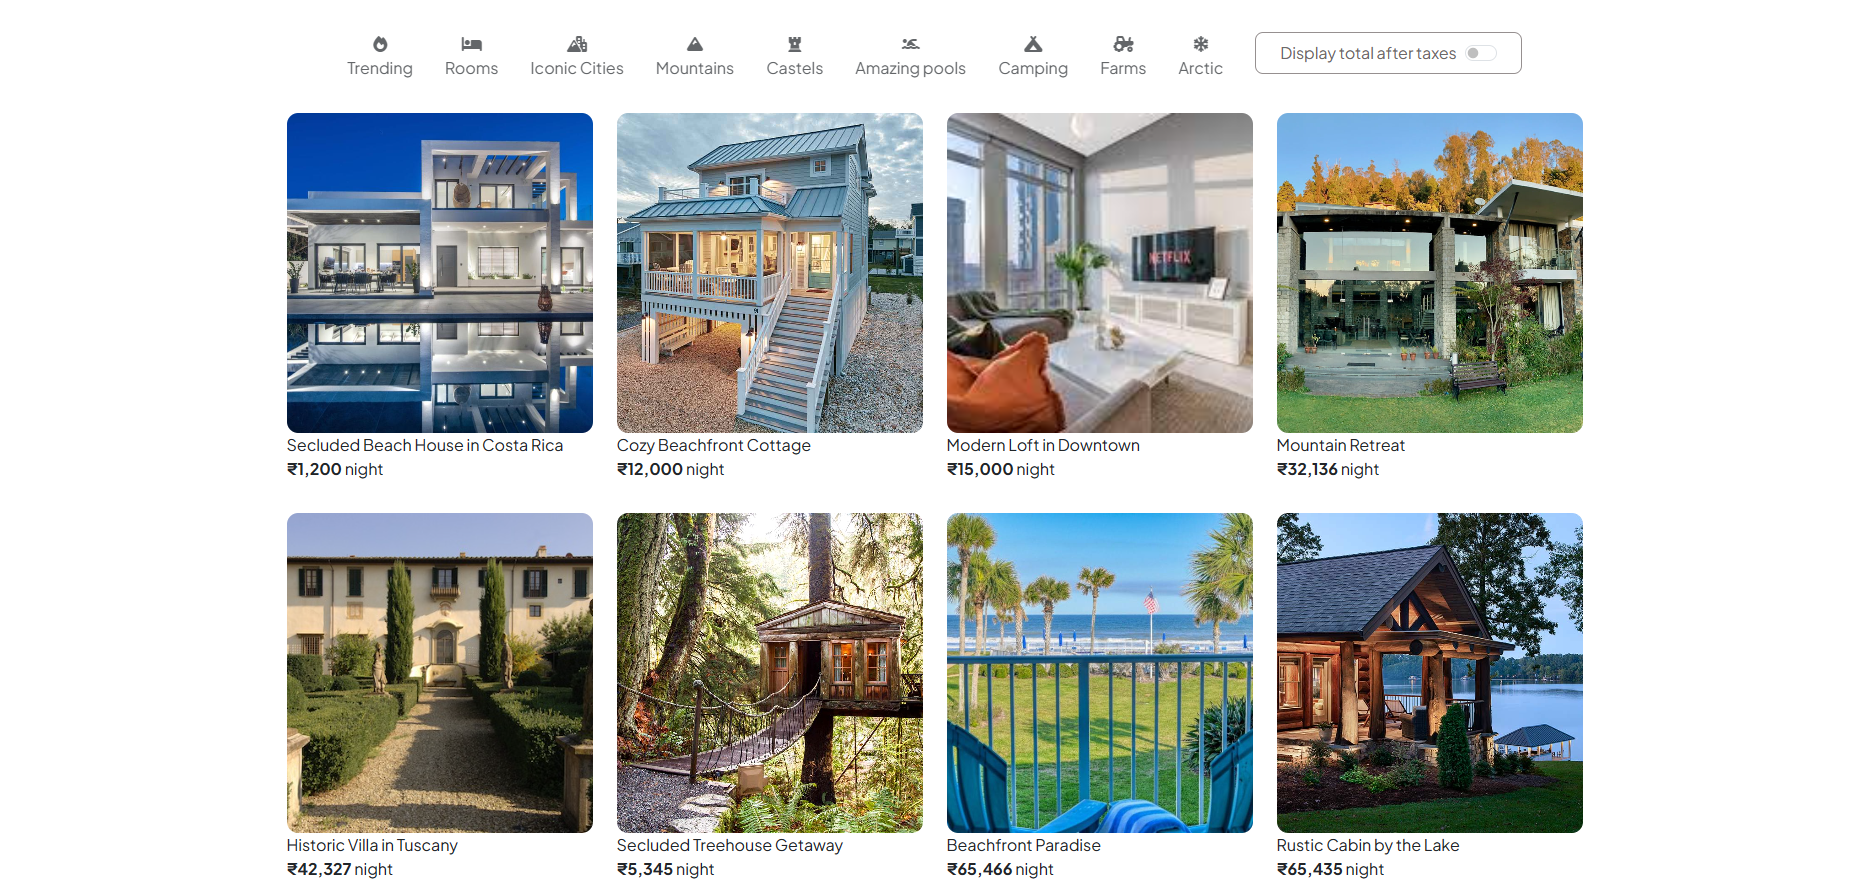 Trending
Rooms
Iconic Cities
Mountains
Castels
Amazing pools
Camping
Farms
Arctic
Display total after taxes
NETFLIX
Secluded Beach House in Costa Rica
₹1,200 night
Cozy Beachfront Cottage
₹12,000 night
Modern Loft in Downtown
₹15,000 night
Mountain Retreat
₹32,136 night
Historic Villa in Tuscany
₹42,327 night
Secluded Treehouse Getaway
₹5,345 night
Beachfront Paradise
₹65,466 night
Rustic Cabin by the Lake
₹65,435 night